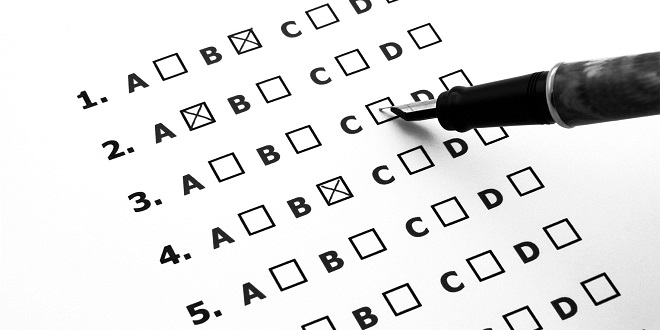 1. A ☐ B ☒ C ☐ D
2. A ☒ B ☐ C ☐ D ☐
3. A ☐ B ☐ C ☐ D ☐
4. A ☐ B ☒ C ☐ D ☐
5. A ☐ B ☐ C ☐ D ☐
B ☐ C ☐ D ☐
D ☐